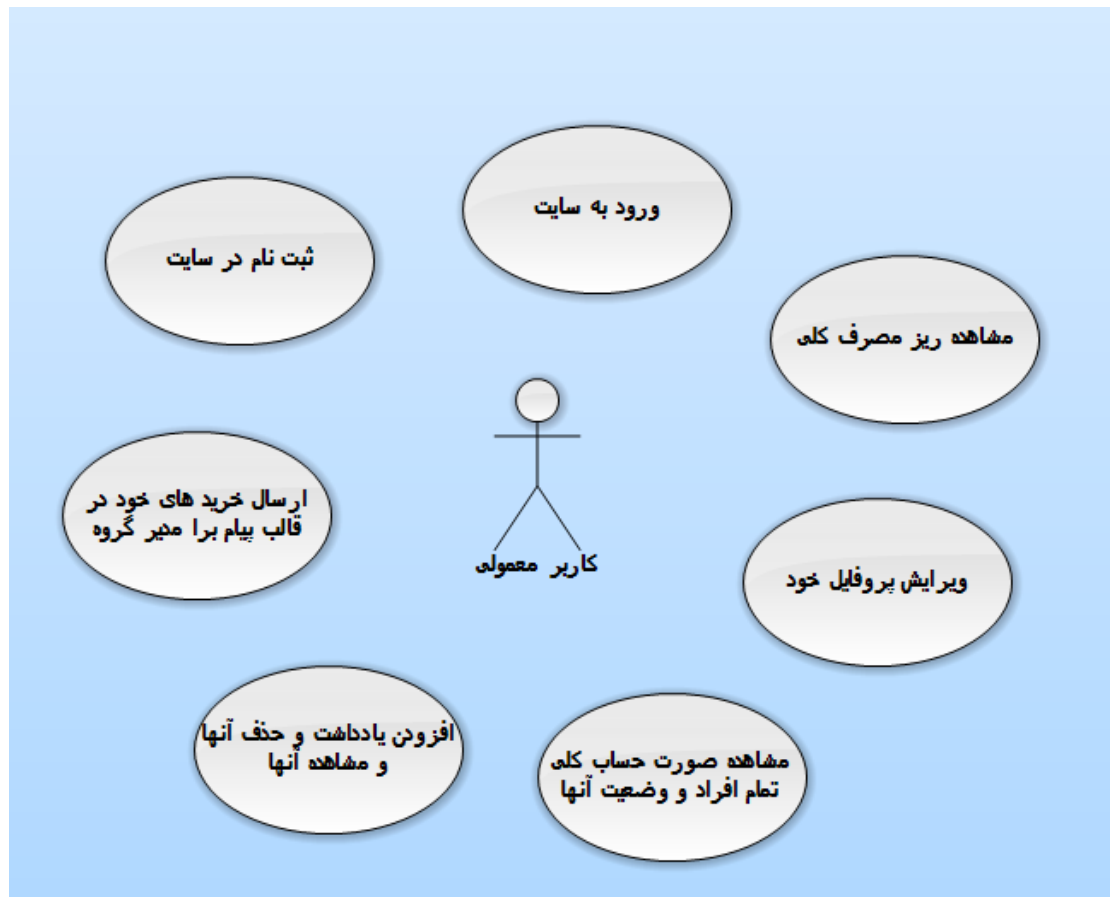 ورود به سایت
ثبت نام در سایت
مشاهده ریز مصرف کلی
ارسال خرید های خود در
قالب پیام برا مدیر گروه
کاربر معمولی
ویرایش پروفایل خود
افزودن یادداشت و حذف آنها
و مشاهده آنها
مشاهده صورت حساب کلی
تمام افراد و وضعیت آنها